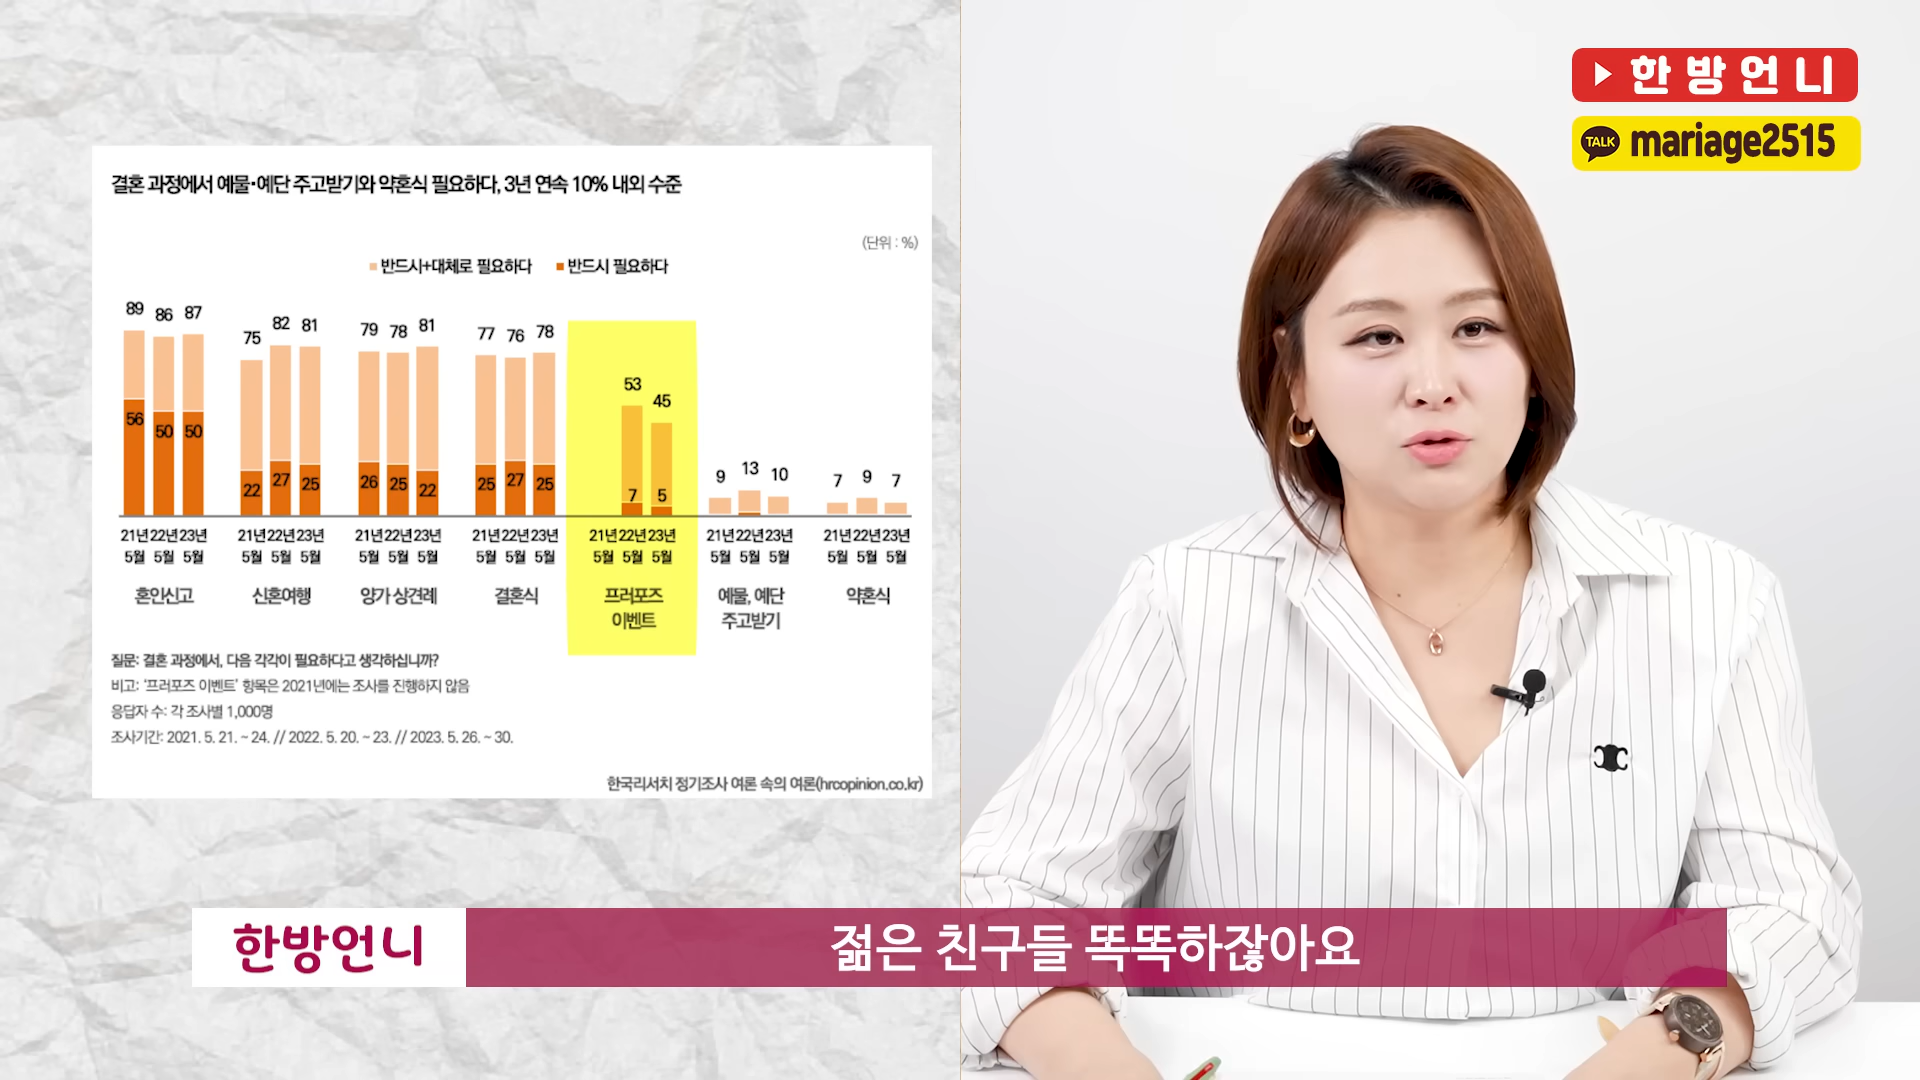 한방언니
TALK mariage2515
결혼 과정에서 예물·예단 주고받기와 약혼식 필요하다, 3년 연속 10% 내외 수준
(단위 : %)
반드시+대체로 필요하다 반드시 필요하다
89 86 87 75 82 81 79 78 81 77 76 78 53 45 9 13 10 7 9 7
56 50 50 22 27 25 26 25 22 25 27 25 7 5
21년 22년 23년 21년 22년 23년 21년 22년 23년 21년 22년 23년 21년 22년 23년 21년 22년 23년 21년 22년 23년
5월 5월 5월 5월 5월 5월 5월 5월 5월 5월 5월 5월 5월 5월 5월 5월 5월 5월 5월 5월 5월
혼인신고 신혼여행 양가 상견례 결혼식 프러포즈 예물, 예단 약혼식
이벤트 주고받기
질문: 결혼 과정에서, 다음 각각이 필요하다고 생각하십니까?
비고: ‘프러포즈 이벤트’ 항목은 2021년에는 조사를 진행하지 않음
응답자 수: 각 조사별 1,000명
조사기간: 2021. 5. 21. ~ 24. // 2022. 5. 20. ~ 23. // 2023. 5. 26. ~ 30.
한국리서치 정기조사 여론 속의 여론(hrcopinion.co.kr)
한방언니 젊은 친구들 똑똑하잖아요